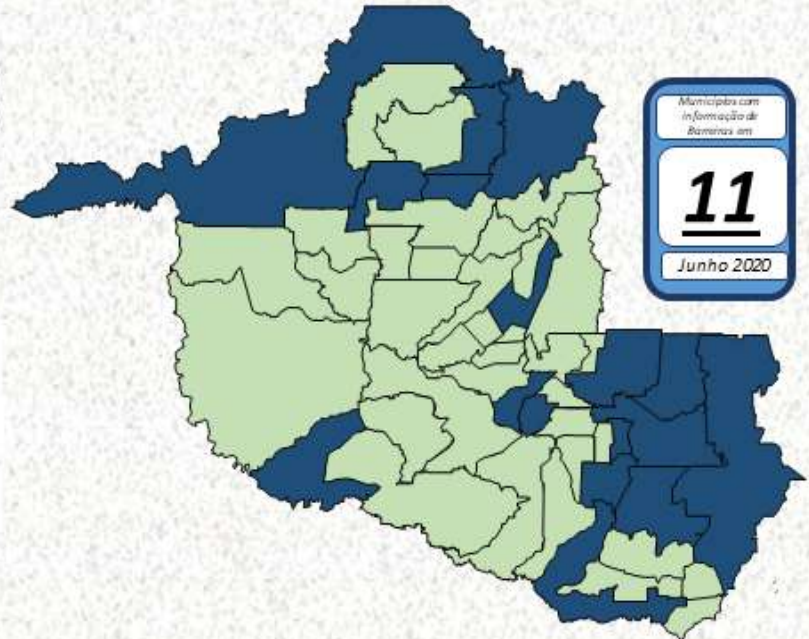 Municípios com
informação de
Barreiras em
11
Junho 2020